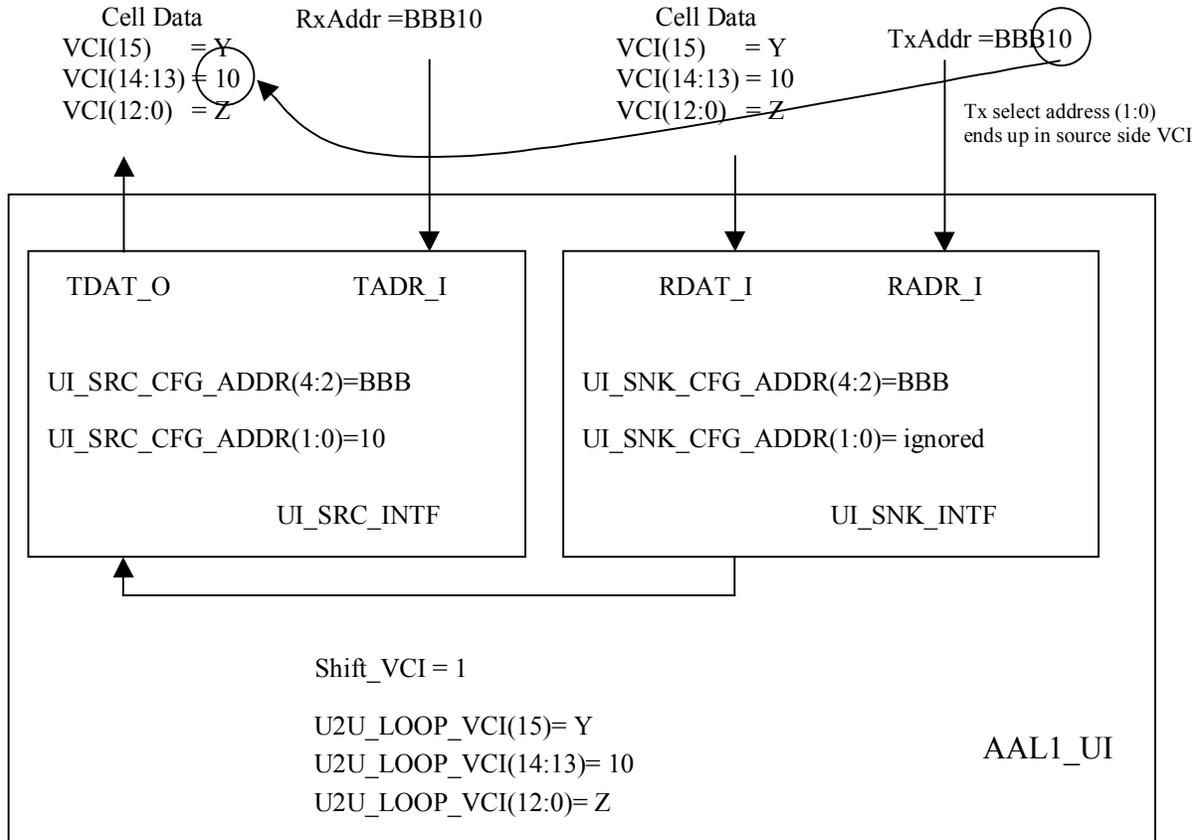 Cell Data
VCI(15) = Y
VCI(14:13) = 10
VCI(12:0) = Z
RxAddr =BBB10
Cell Data
VCI(15) = Y
VCI(14:13) = 10
VCI(12:0) = Z
TxAddr =BBB10
Tx select address (1:0)
ends up in source side VCI
TDAT_O TADR_I
UI_SRC_CFG_ADDR(4:2)=BBB
UI_SRC_CFG_ADDR(1:0)=10
UI_SRC_INTF
RDAT_I RADR_I
UI_SNK_CFG_ADDR(4:2)=BBB
UI_SNK_CFG_ADDR(1:0)= ignored
UI_SNK_INTF
Shift_VCI = 1
U2U_LOOP_VCI(15)= Y
U2U_LOOP_VCI(14:13)= 10
U2U_LOOP_VCI(12:0)= Z
AAL1_UI